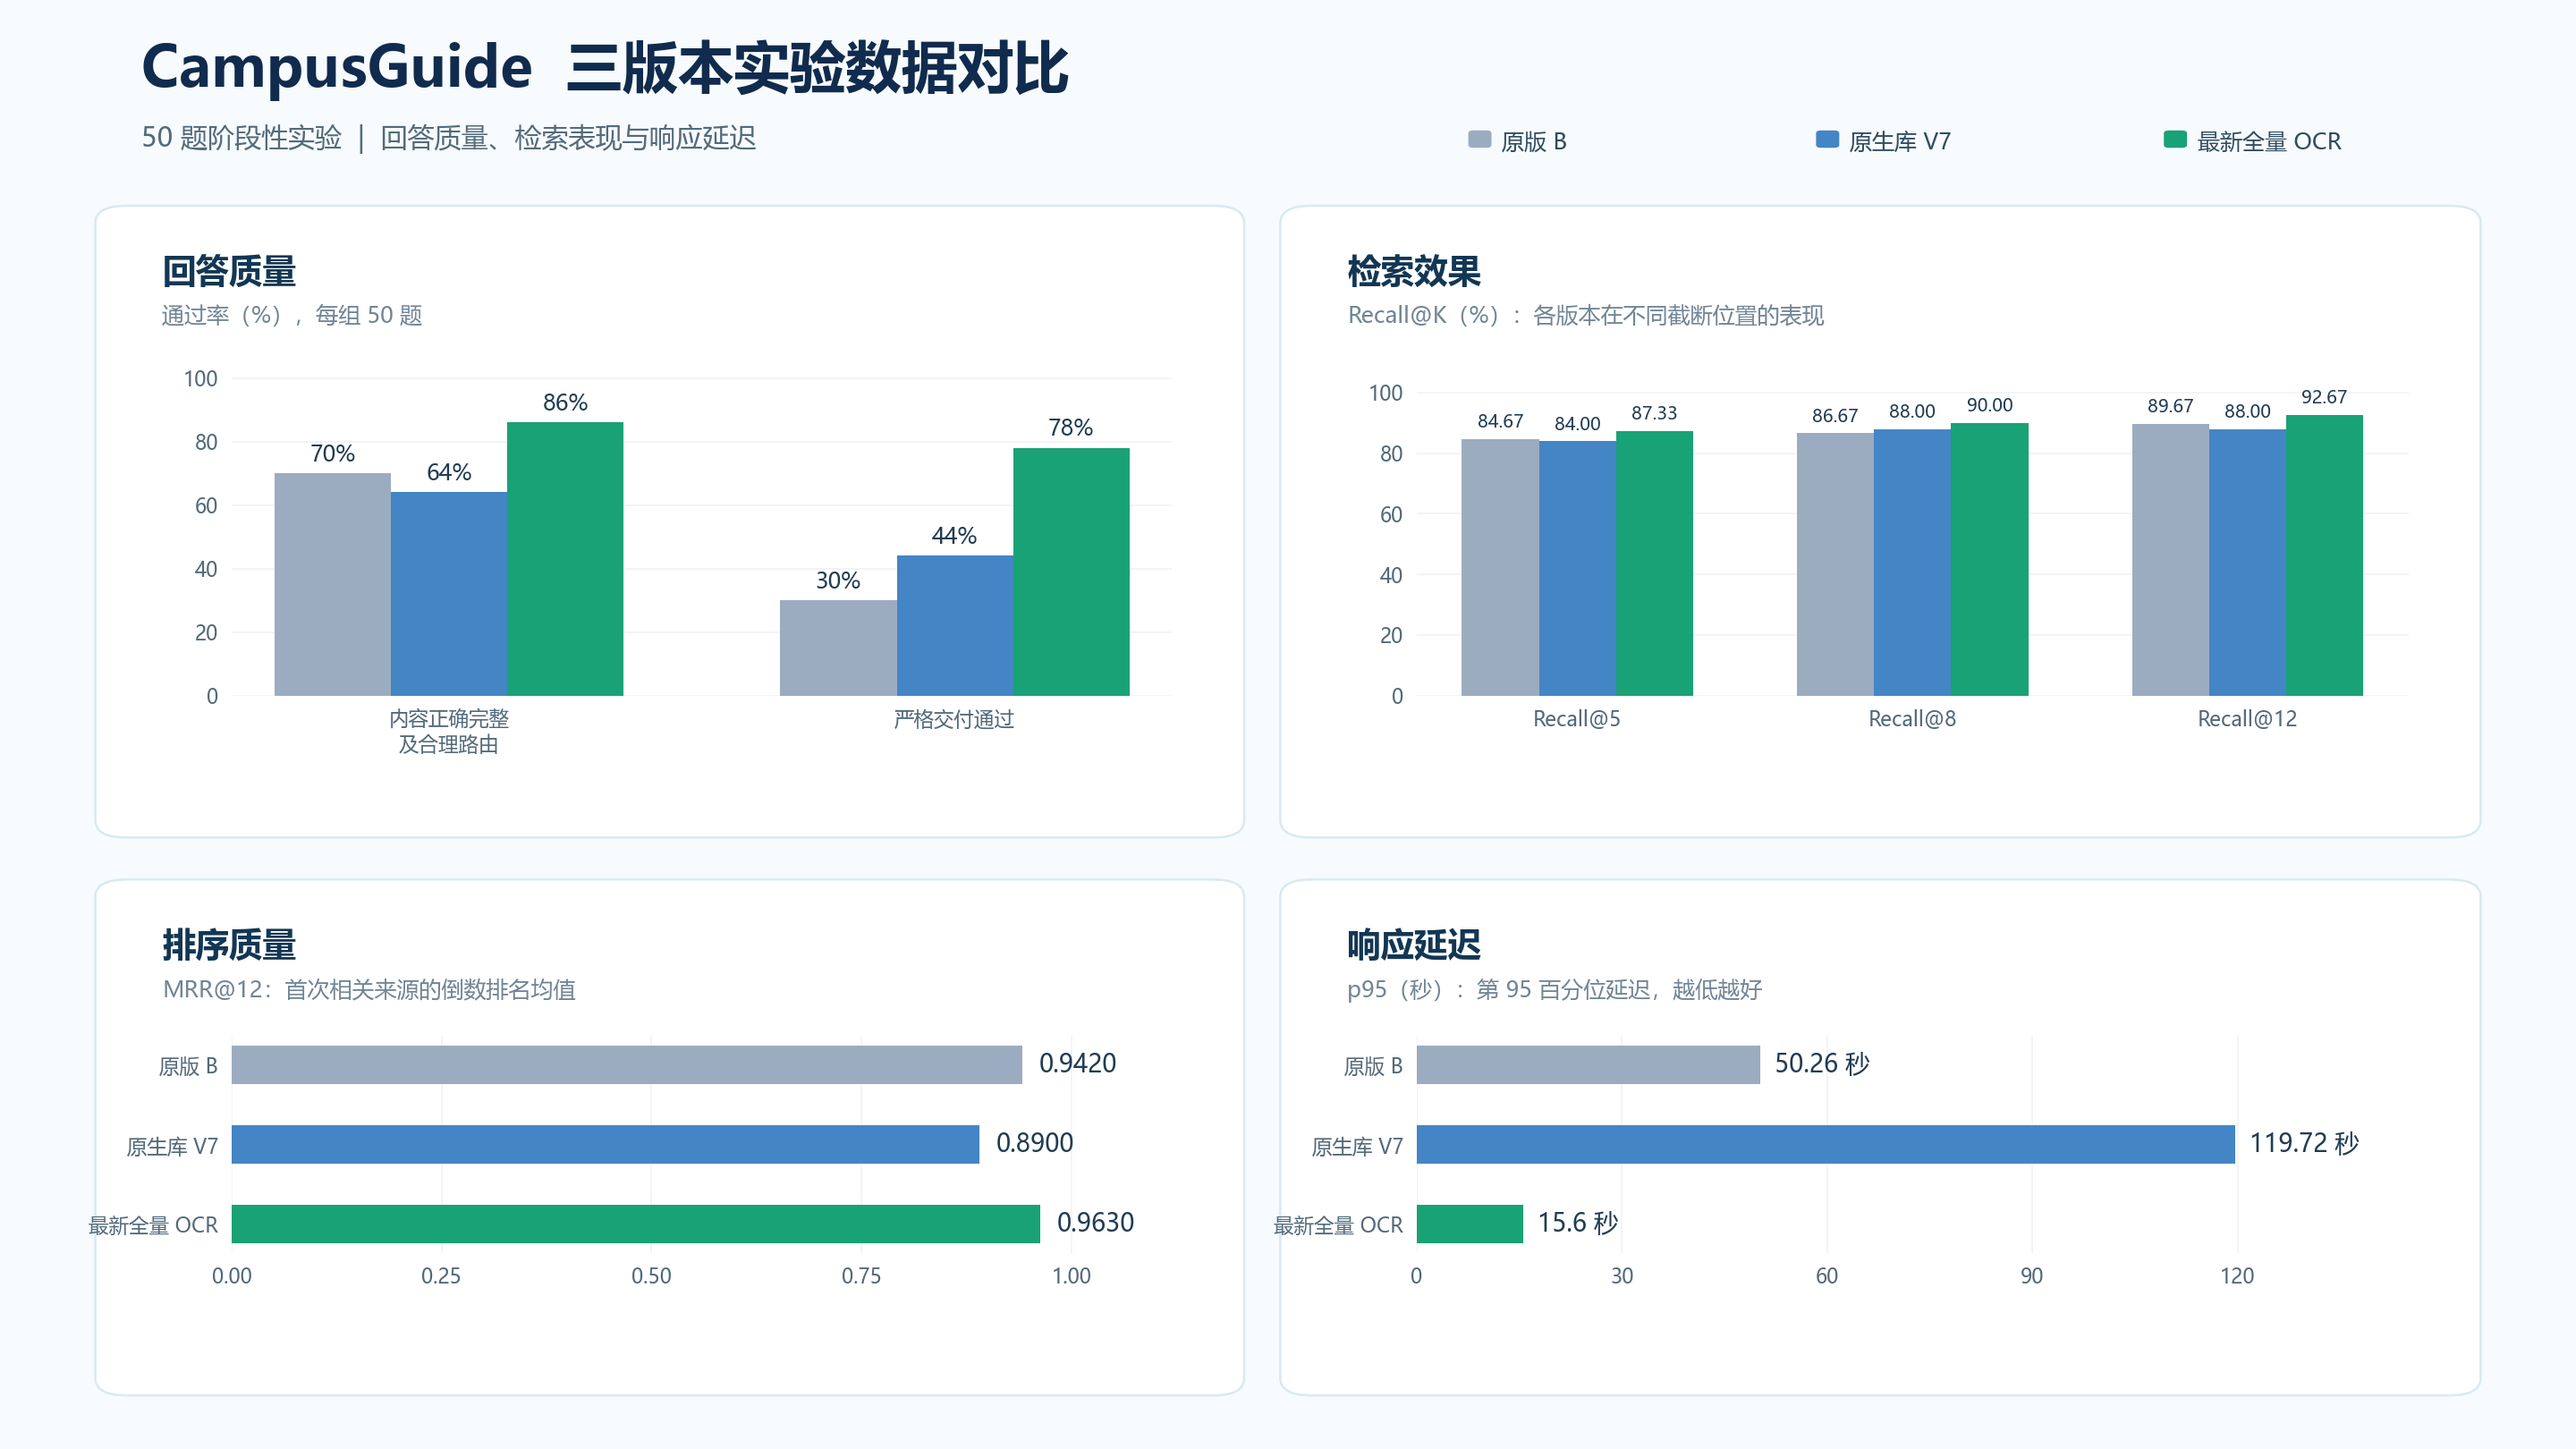 CampusGuide 三版本实验数据对比
50 题阶段性实验 | 回答质量、检索表现与响应延迟
原版 B
原生库 V7
最新全量 OCR
回答质量
通过率（%），每组 50 题
100
80
60
40
20
0
70%
64%
86%
30%
44%
78%
内容正确完整
及合理路由
严格交付通过
检索效果
Recall@K（%）：各版本在不同截断位置的表现
100
80
60
40
20
0
84.67
84.00
87.33
86.67
88.00
90.00
89.67
88.00
92.67
Recall@5
Recall@8
Recall@12
排序质量
MRR@12：首次相关来源的倒数排名均值
原版 B
0.9420
原生库 V7
0.8900
最新全量 OCR
0.9630
0.00
0.25
0.50
0.75
1.00
响应延迟
p95（秒）：第 95 百分位延迟，越低越好
原版 B
50.26 秒
原生库 V7
119.72 秒
最新全量 OCR
15.6 秒
0
30
60
90
120